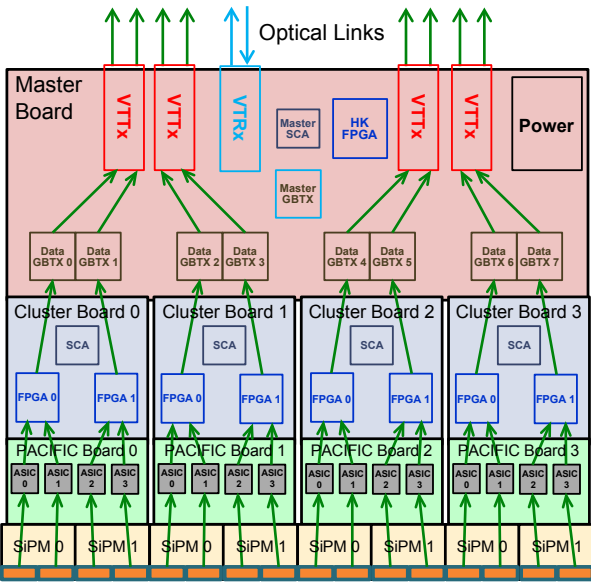 Optical Links
Master
Board
VTTx
VTTx
VTRx
VTTx
VTTx
Master
SCA
HK
FPGA
Power
Master
GBTX
Data
GBTX 0
Data
GBTX 1
Data
GBTX 2
Data
GBTX 3
Data
GBTX 4
Data
GBTX 5
Data
GBTX 6
Data
GBTX 7
Cluster Board 0
Cluster Board 1
Cluster Board 2
Cluster Board 3
SCA
SCA
SCA
SCA
FPGA 0
FPGA 1
FPGA 0
FPGA 1
FPGA 0
FPGA 1
FPGA 0
FPGA 1
PACIFIC Board 0
PACIFIC Board 1
PACIFIC Board 2
PACIFIC Board 3
ASIC
0
ASIC
1
ASIC
2
ASIC
3
ASIC
0
ASIC
1
ASIC
2
ASIC
3
ASIC
0
ASIC
1
ASIC
2
ASIC
3
ASIC
0
ASIC
1
ASIC
2
ASIC
3
SiPM 0
SiPM 1
SiPM 0
SiPM 1
SiPM 0
SiPM 1
SiPM 0
SiPM 1